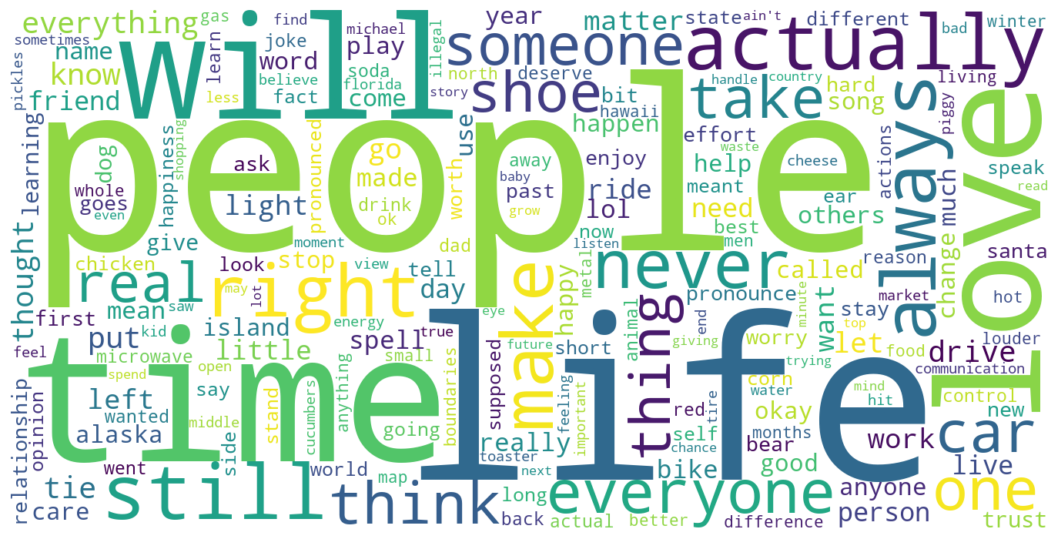 sometimes
everything
gas
find
michael
illegal
year
matter
state
ain't
different
bad
winter
name
learn
joke
play
will
someone
actually
know
word
soda
believe
florida
north
deserve
handle
country
living
pickles
friend
less
fact
come
story
shoe
bit
hawaii
take
hard
song
piggy
learning
dog
happiness
shopping
people
use
happen
effort
always
actions
love
whole
goes
even
ask
go
made
pronounced
away
baby
past
enjoy
waste
help
cheese
ear
speak
read
light
drink
ok
worth
grow
ride
lol
meant
need
others
much
thought
give
moment
dad
now
best
men
change
santa
chicken
look
stop
view
tell
listen
metal
never
called
reason
real
right
day
make
happy
pronounce
stay
hot
first
mean
saw
may
lot
energy
eye
thing
animal
want
minute
market
louder
feel
put
kid
island
spell
true
future
end
short
giving
worry
top
let
food
drive
microwave
little
small
supposed
feeling
trying
communication
relationship
opinion
spend
open
time
life
anything
boundaries
important
corn
water
mind
hit
control
left
say
wanted
stand
cucumbers
going
red
tire
okay
new
alaska
middle
really
self
chance
work
car
side
toaster
bear
months
went
world
map
next
bike
good
live
tie
still
think
long
everyone
anyone
one
care
back
actual
better
difference
person
trust